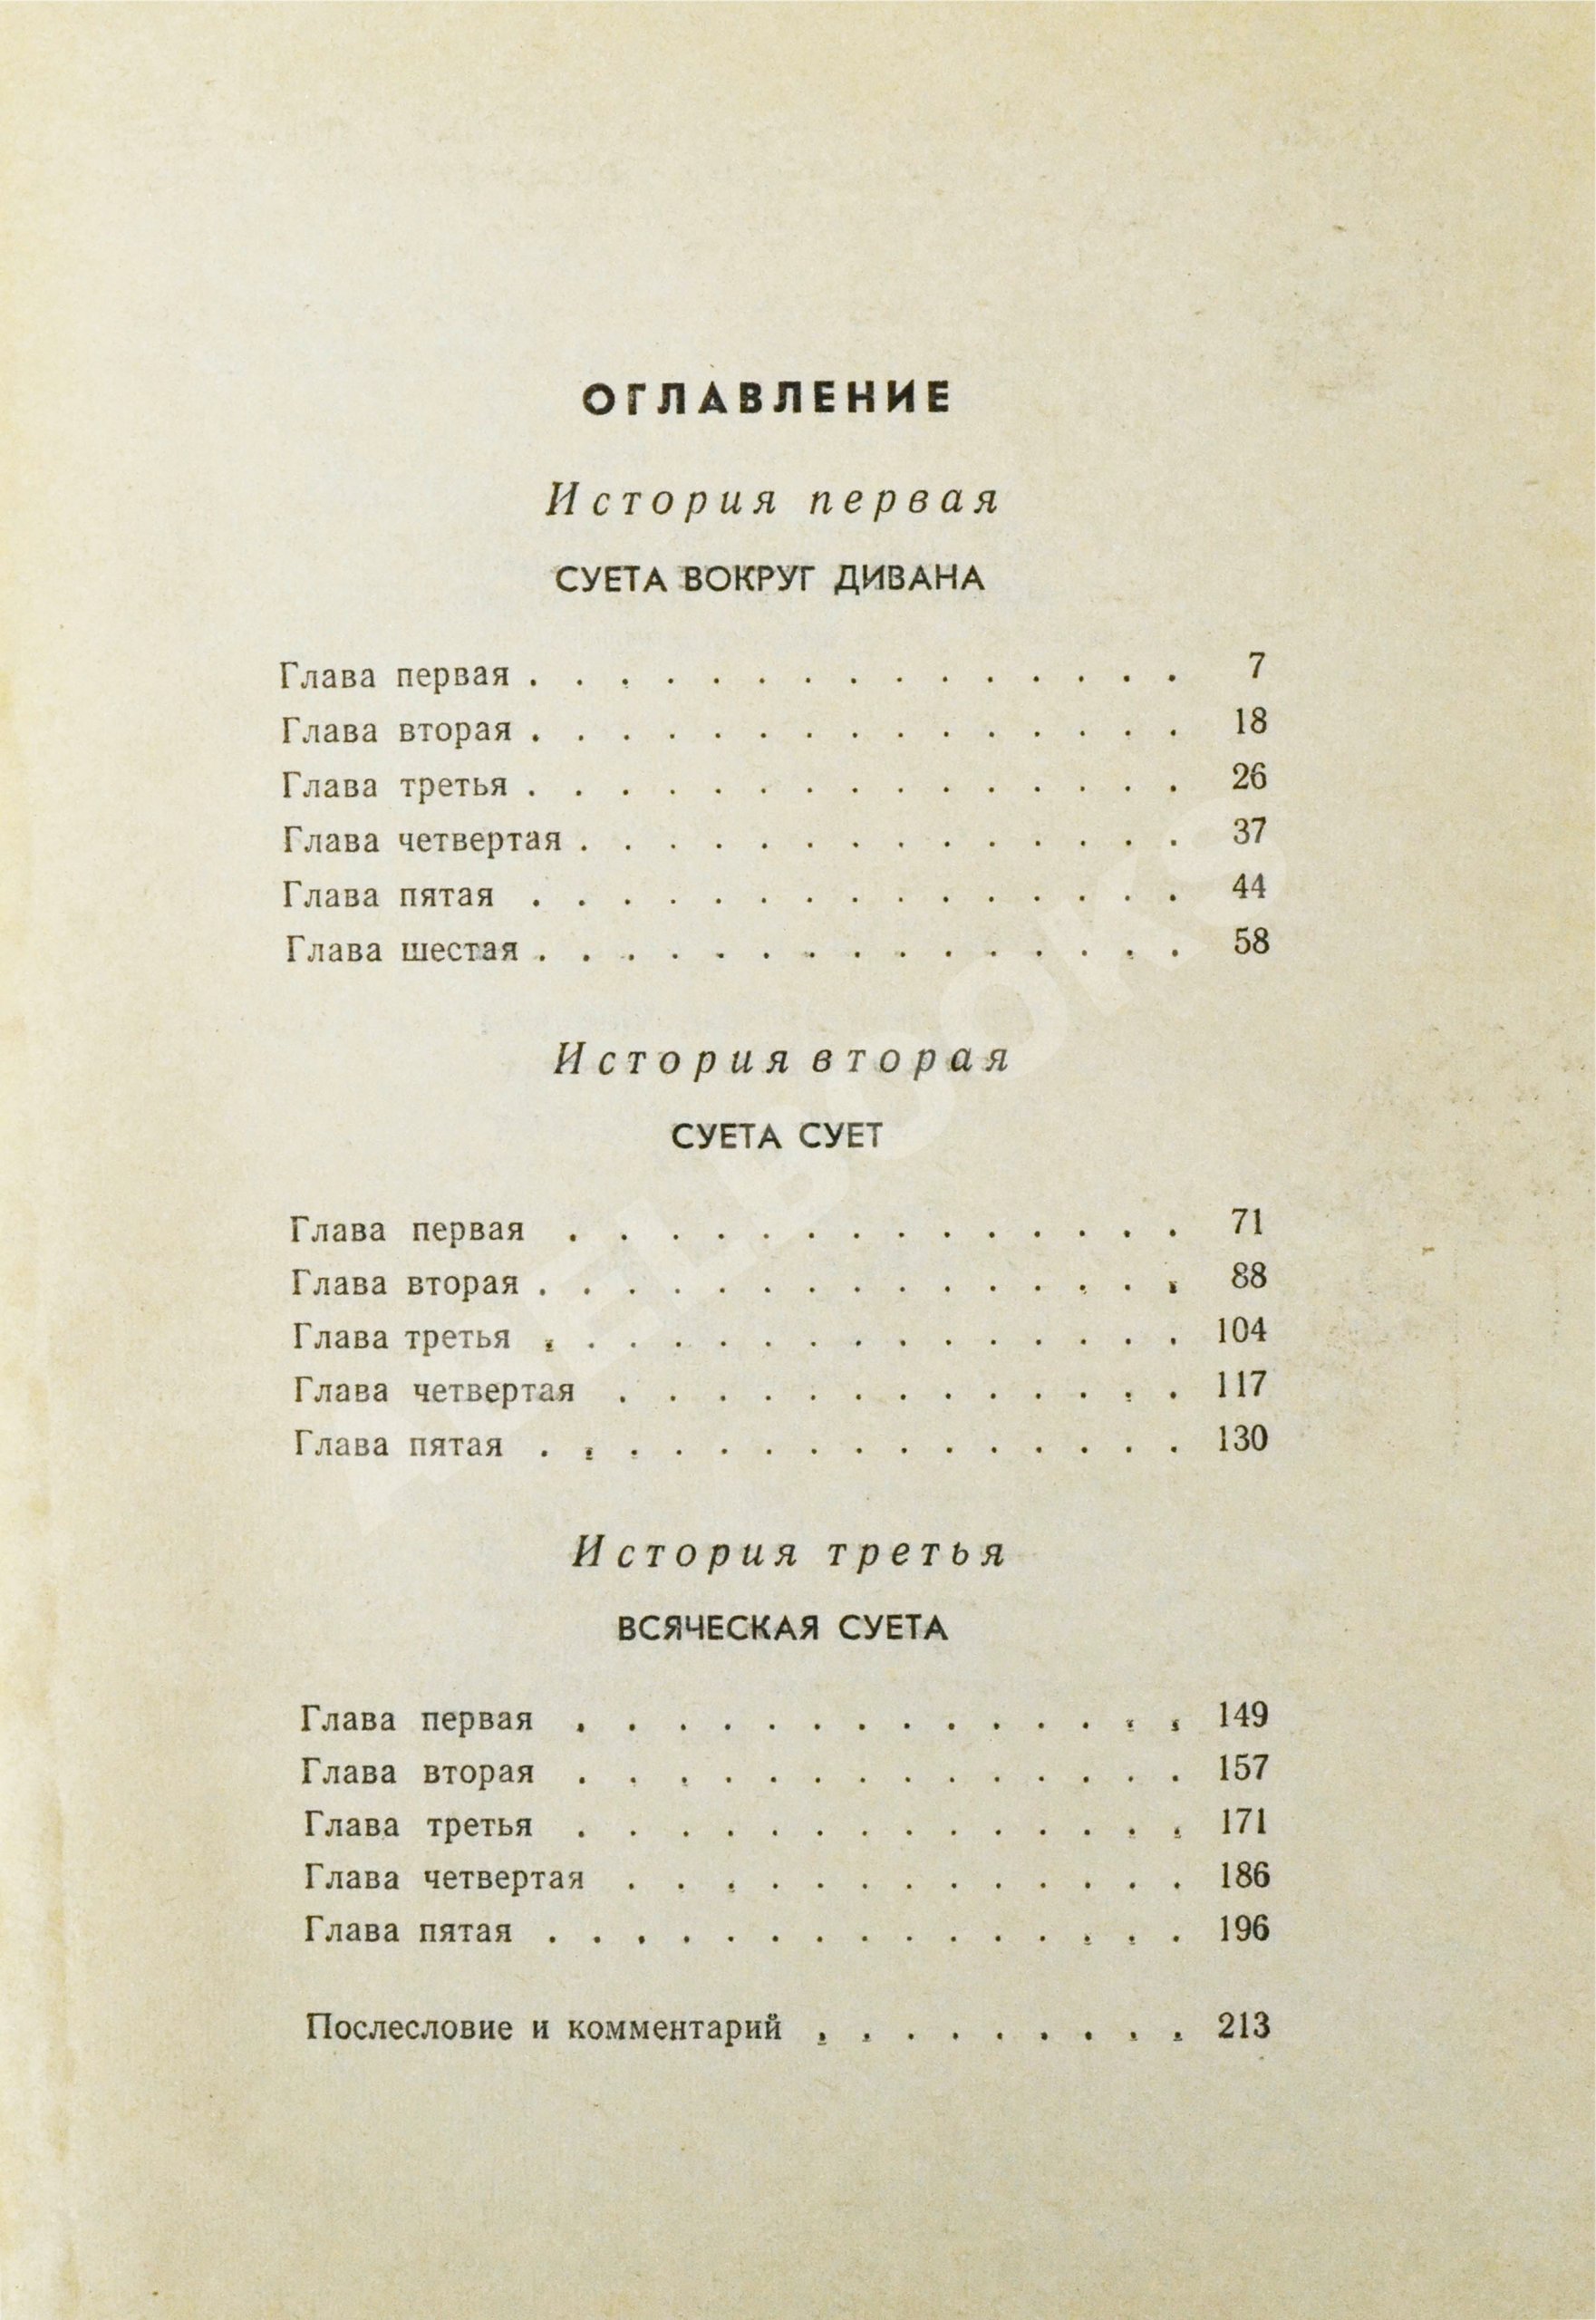 ОГЛАВЛЕНИЕ
История первая
СУЕТА ВОКРУГ ДИВАНА
Глава первая . . . . . . . . . . . . . . . 7
Глава вторая . . . . . . . . . . . . . . . 18
Глава третья . . . . . . . . . . . . . . . 26
Глава четвертая . . . . . . . . . . . . . . 37
Глава пятая . . . . . . . . . . . . . . . 44
Глава шестая . . . . . . . . . . . . . . . 58
История вторая
СУЕТА СУЕТ
Глава первая . . . . . . . . . . . . . . 71
Глава вторая . . . . . . . . . . . . . . . 88
Глава третья . . . . . . . . . . . . . . . 104
Глава четвертая . . . . . . . . . . . . . 117
Глава пятая . . . . . . . . . . . . . . . 130
История третья
ВСЯЧЕСКАЯ СУЕТА
Глава первая . . . . . . . . . . . . . . 149
Глава вторая . . . . . . . . . . . . . . 157
Глава третья . . . . . . . . . . . . . . 171
Глава четвертая . . . . . . . . . . . . . 186
Глава пятая . . . . . . . . . . . . . . . 196
Послесловие и комментарий . . . . . . . . . 213